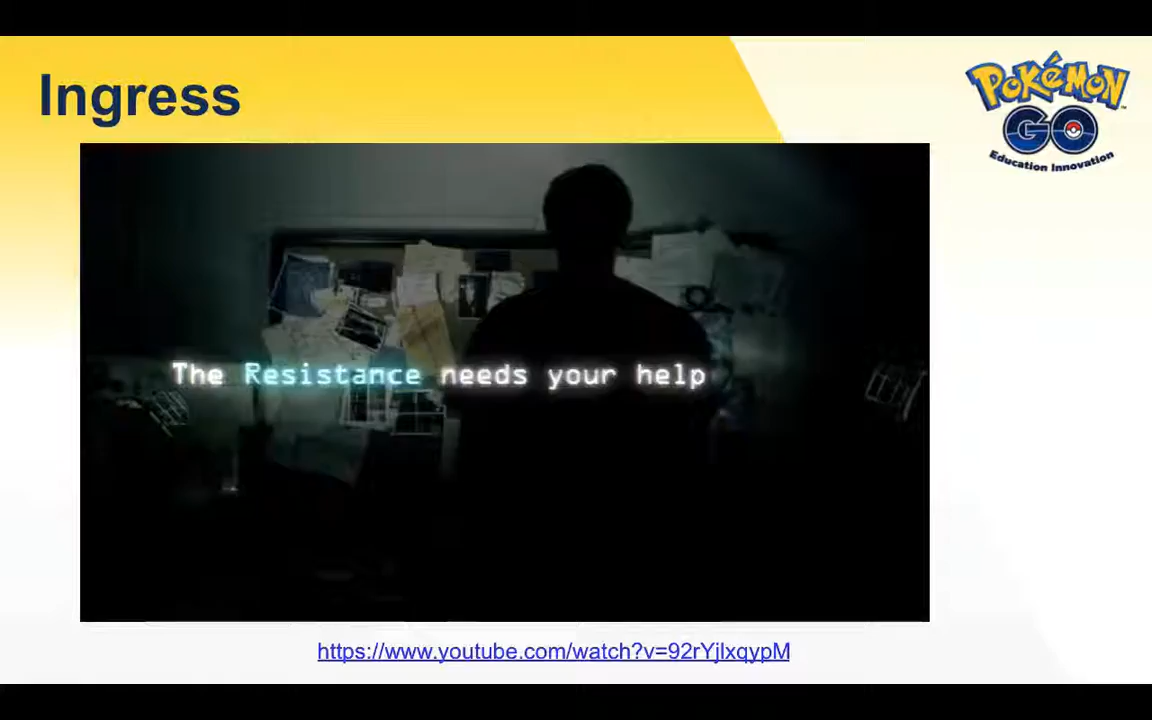 Ingress
POKéMON
GO
Education Innovation
The Resistance needs your help
https://www.youtube.com/watch?v=92rYjlxqypM